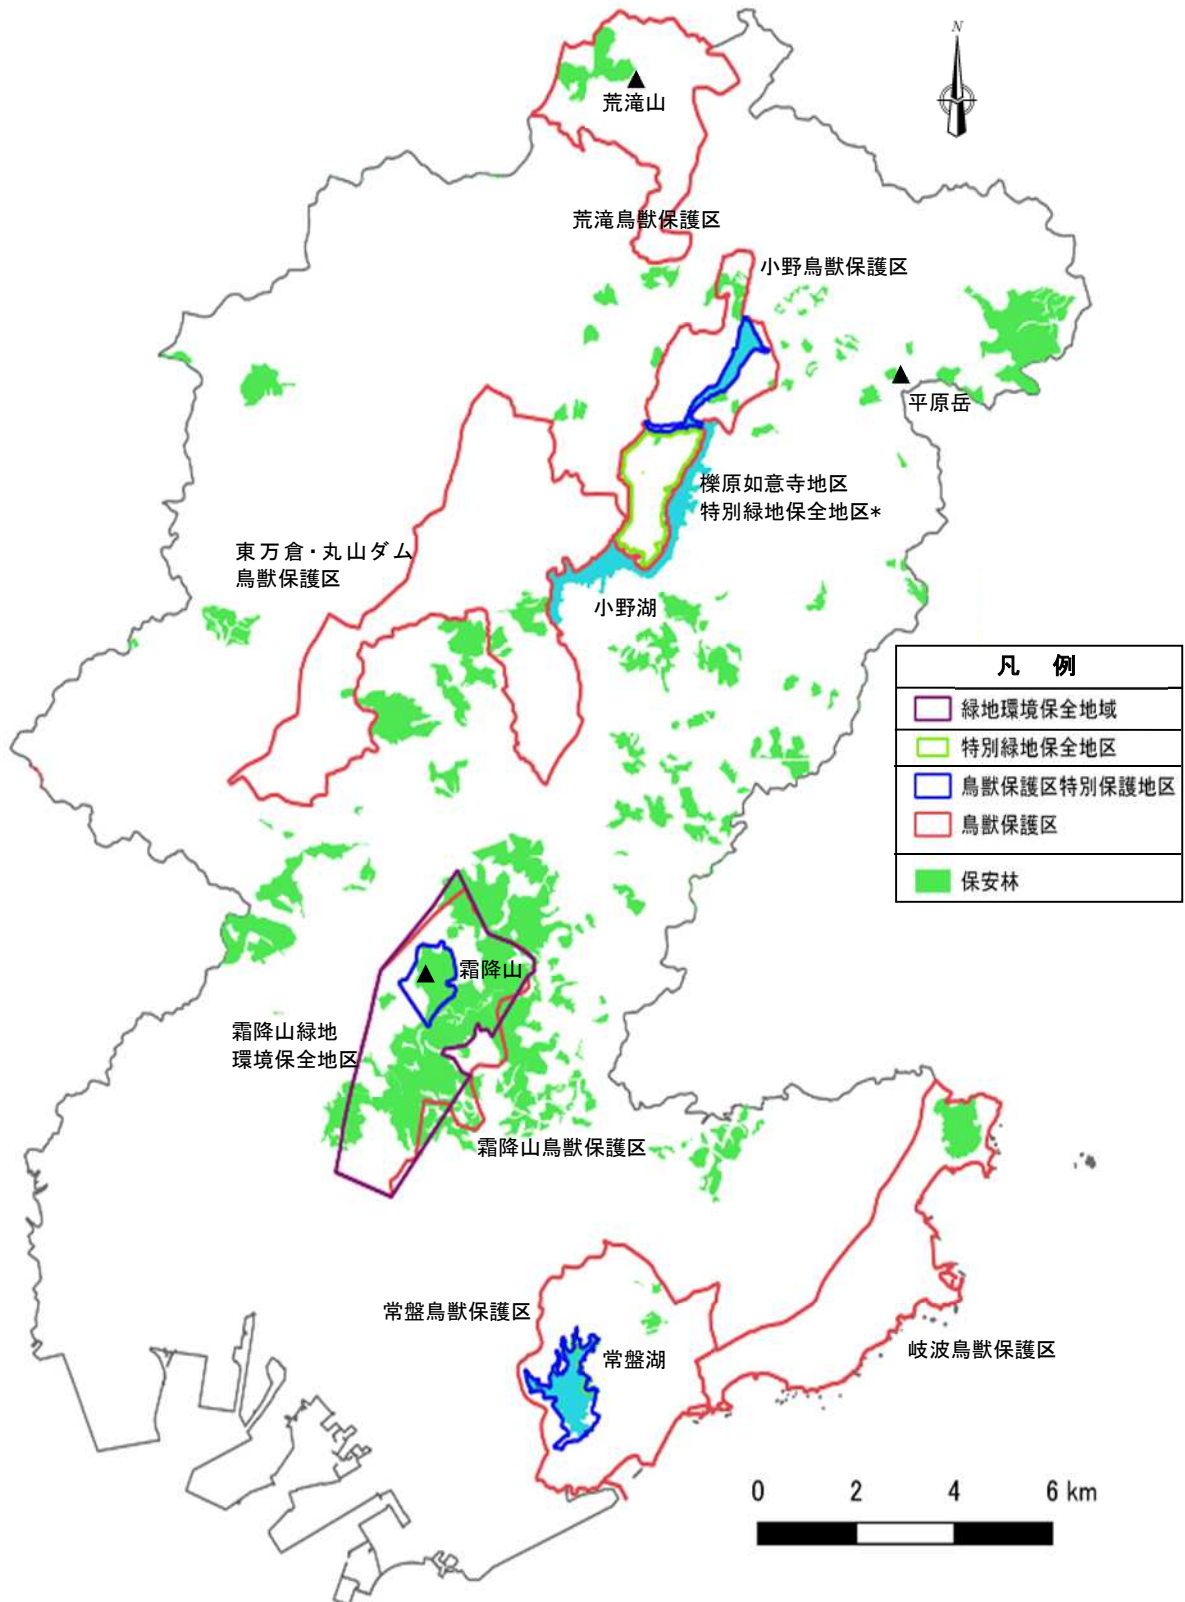 N
荒滝山
荒滝鳥獣保護区
小野鳥獣保護区
平原岳
櫟原如意寺地区
特別緑地保全地区*
東万倉・丸山ダム
鳥獣保護区
小野湖
凡 例
緑地環境保全地域
特別緑地保全地区
鳥獣保護区特別保護地区
鳥獣保護区
保安林
霜降山
霜降山緑地
環境保全地区
霜降山鳥獣保護区
常盤鳥獣保護区
常盤湖
岐波鳥獣保護区
0 2 4 6 km